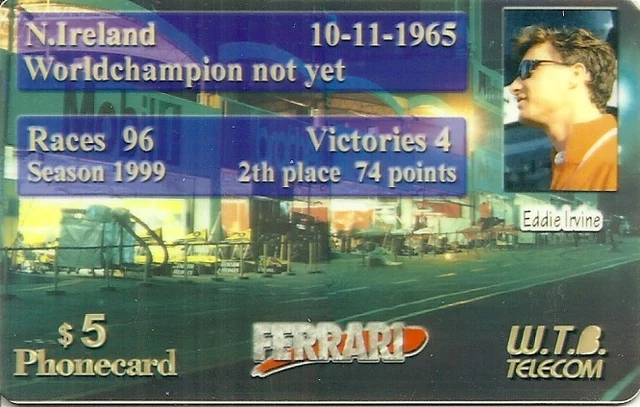 N.Ireland 10-11-1965
Worldchampion not yet
Races 96 Victories 4
Season 1999 2th place 74 points
Eddie Irvine
$5
Phonecard
FERRARI
W.T.B.
TELECOM